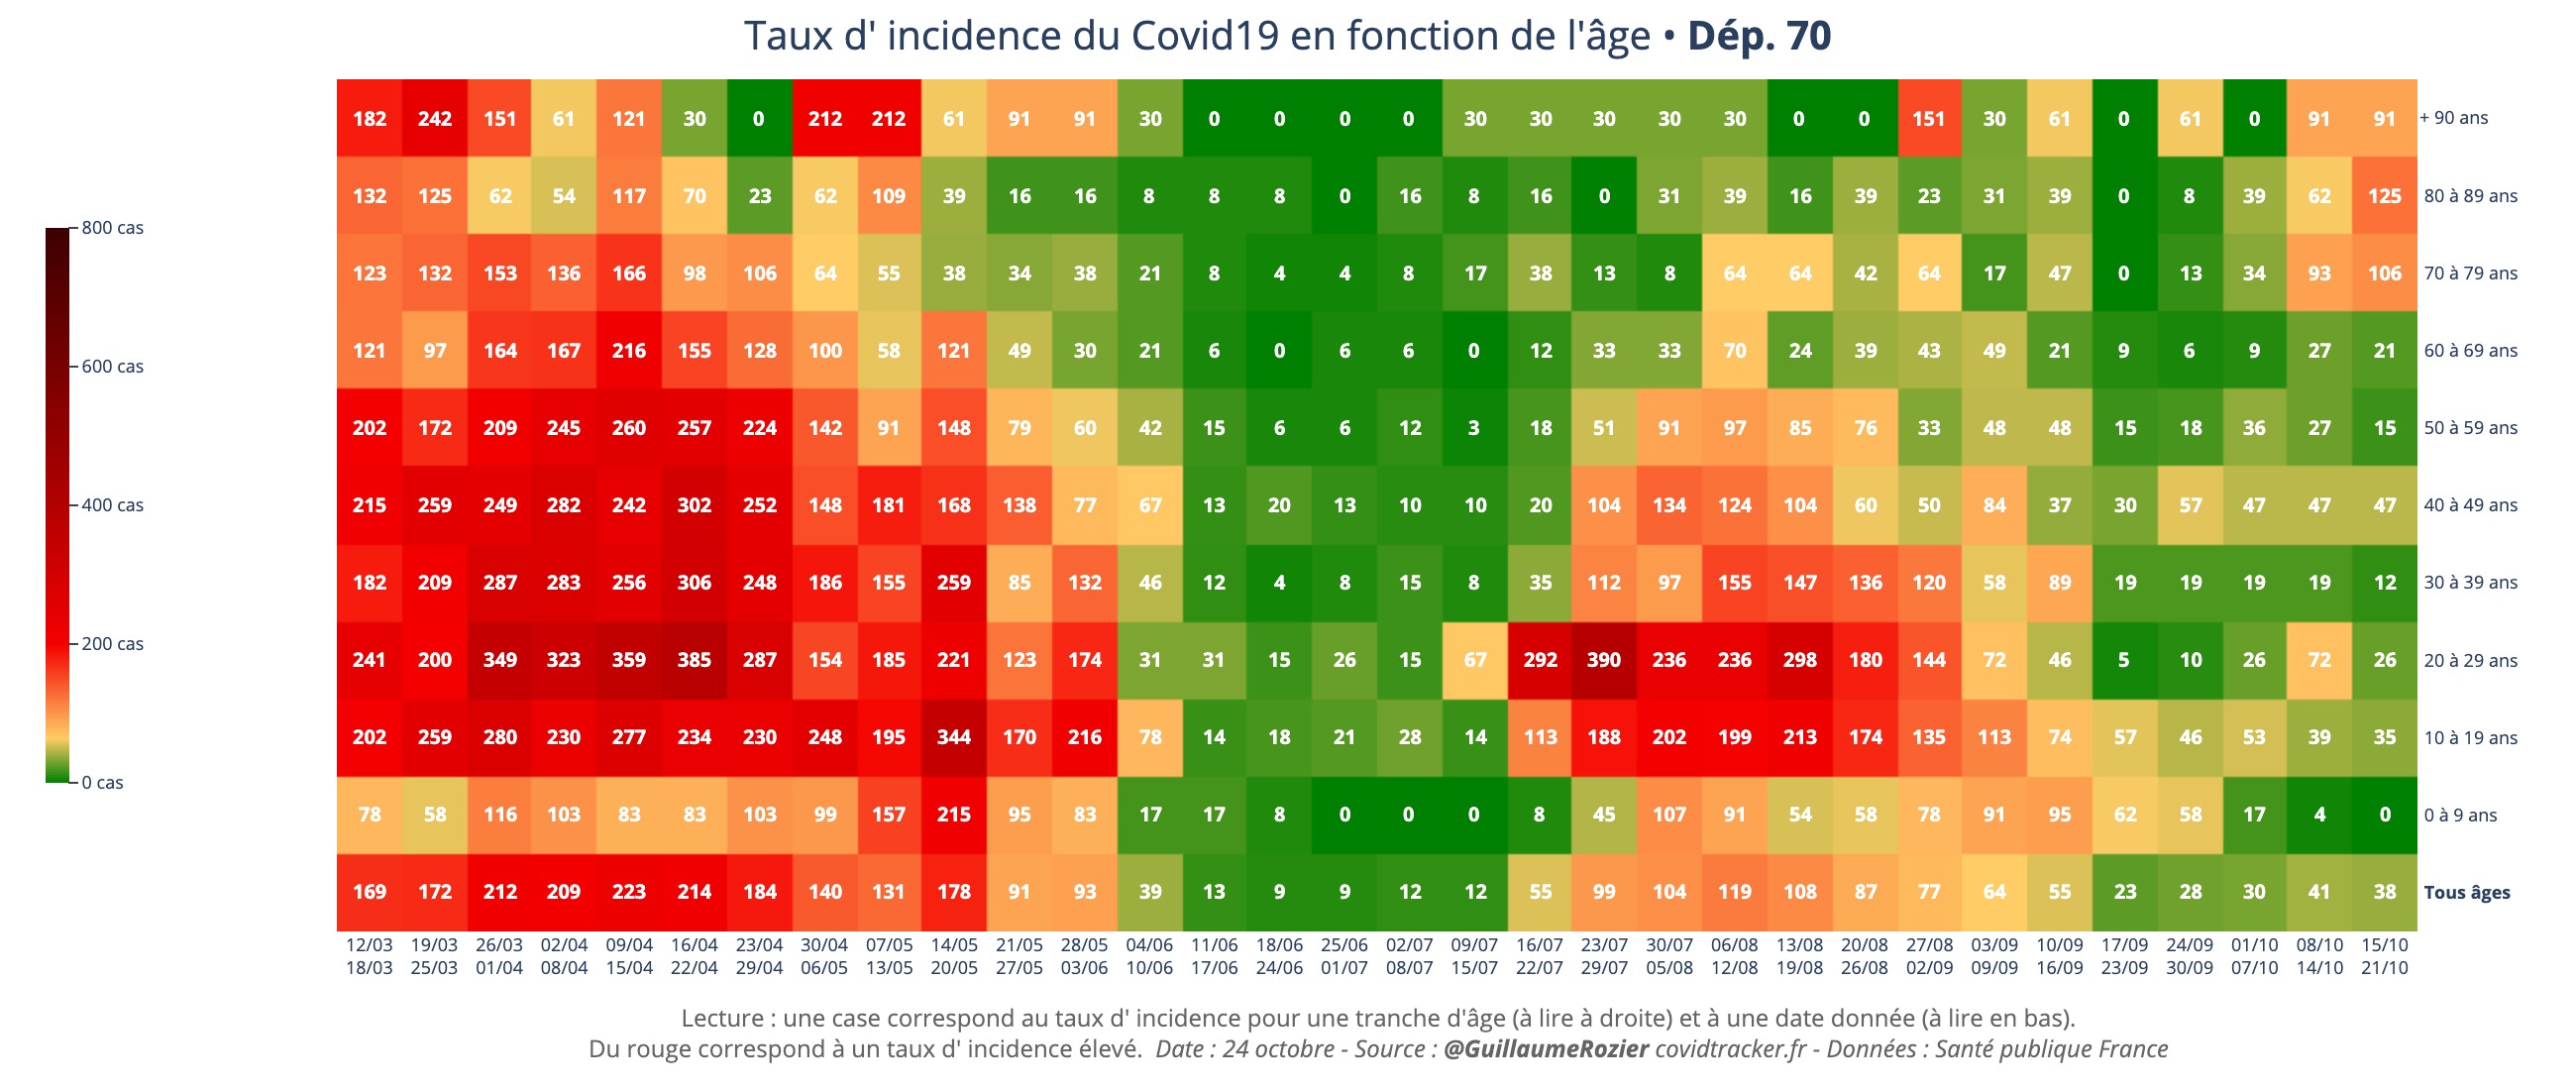 Taux d' incidence du Covid19 en fonction de l'âge • Dép. 70
800 cas
600 cas
400 cas
200 cas
0 cas
182 242 151 61 121 30 0 212 212 61 91 91 30 0 0 0 0 30 30 30 30 30 0 0 151 30 61 0 61 0 91 91 + 90 ans
132 125 62 54 117 70 23 62 109 39 16 16 8 8 8 0 16 8 16 0 31 39 16 39 23 31 39 0 8 39 62 125 80 à 89 ans
123 132 153 136 166 98 106 64 55 38 34 38 21 8 4 4 8 17 38 13 8 64 64 42 64 17 47 0 13 34 93 106 70 à 79 ans
121 97 164 167 216 155 128 100 58 121 49 30 21 6 0 6 6 0 12 33 33 70 24 39 43 49 21 9 6 9 27 21 60 à 69 ans
202 172 209 245 260 257 224 142 91 148 79 60 42 15 6 6 12 3 18 51 91 97 85 76 33 48 48 15 18 36 27 15 50 à 59 ans
215 259 249 282 242 302 252 148 181 168 138 77 67 13 20 13 10 10 20 104 134 124 104 60 50 84 37 30 57 47 47 47 40 à 49 ans
182 209 287 283 256 306 248 186 155 259 85 132 46 12 4 8 15 8 35 112 97 155 147 136 120 58 89 19 19 19 19 12 30 à 39 ans
241 200 349 323 359 385 287 154 185 221 123 174 31 31 15 26 15 67 292 390 236 236 298 180 144 72 46 5 10 26 72 26 20 à 29 ans
202 259 280 230 277 234 230 248 195 344 170 216 78 14 18 21 28 14 113 188 202 199 213 174 135 113 74 57 46 53 39 35 10 à 19 ans
78 58 116 103 83 83 103 99 157 215 95 83 17 17 8 0 0 0 8 45 107 91 54 58 78 91 95 62 58 17 4 0 0 à 9 ans
169 172 212 209 223 214 184 140 131 178 91 93 39 13 9 9 12 12 55 99 104 119 108 87 77 64 55 23 28 30 41 38 Tous âges
12/03 19/03 26/03 02/04 09/04 16/04 23/04 30/04 07/05 14/05 21/05 28/05 04/06 11/06 18/06 25/06 02/07 09/07 16/07 23/07 30/07 06/08 13/08 20/08 27/08 03/09 10/09 17/09 24/09 01/10 08/10 15/10
18/03 25/03 01/04 08/04 15/04 22/04 29/04 06/05 13/05 20/05 27/05 03/06 10/06 17/06 24/06 01/07 08/07 15/07 22/07 29/07 05/08 12/08 19/08 26/08 02/09 09/09 16/09 23/09 30/09 07/10 14/10 21/10
Lecture : une case correspond au taux d' incidence pour une tranche d'âge (à lire à droite) et à une date donnée (à lire en bas).
Du rouge correspond à un taux d' incidence élevé. Date : 24 octobre - Source : @GuillaumeRozier covidtracker.fr - Données : Santé publique France